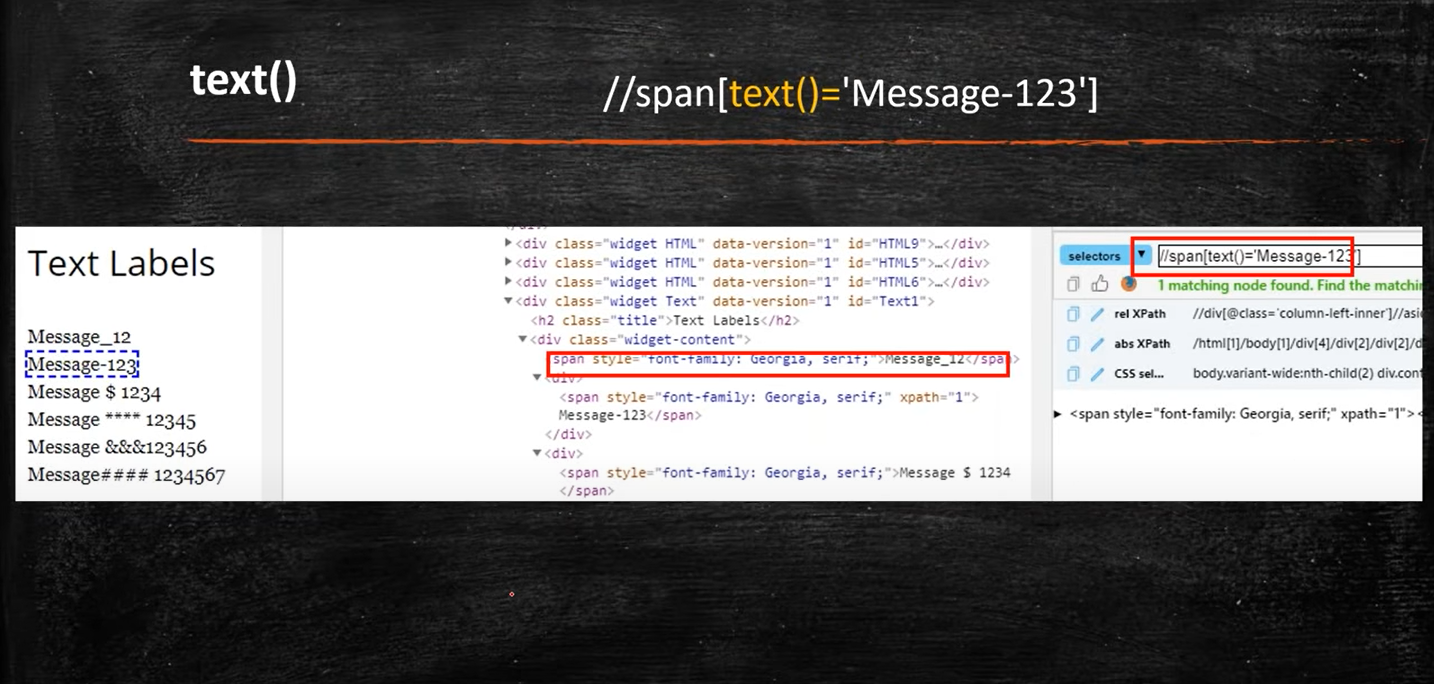 text()
//span[text()='Message-123']
Text Labels
Message_12
Message-123
Message $ 1234
Message **** 12345
Message &&&123456
Message#### 1234567
</div>
<div class="widget HTML" data-version="1" id="HTML9">…</div>
<div class="widget HTML" data-version="1" id="HTML5">…</div>
<div class="widget HTML" data-version="1" id="HTML6">…</div>
<div class="widget Text" data-version="1" id="Text1">
<h2 class="title">Text Labels</h2>
<div class="widget-content">
span style="font-family: Georgia, serif;">Message_12</span>
<div>
<span style="font-family: Georgia, serif;" xpath="1">
Message-123</span>
</div>
<div>
<span style="font-family: Georgia, serif;">Message $ 1234
</span>
selectors
//span[text()='Message-123']
1 matching node found. Find the matchin
rel XPath //div[@class='column-left-inner']//asi
abs XPath /html[1]/body[1]/div[4]/div[2]/div[2]/d
CSS sel... body.variant-wide:nth-child(2) div.cont
<span style="font-family: Georgia, serif;" xpath="1"><